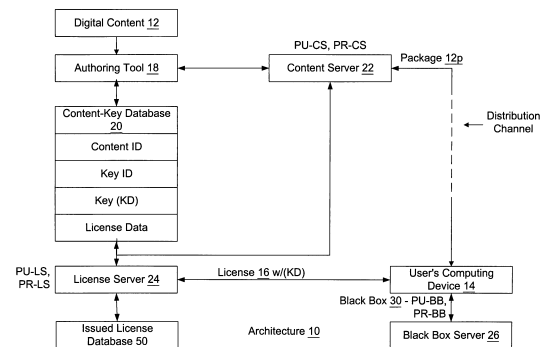 Digital Content 12
PU-CS, PR-CS
Authoring Tool 18
Content Server 22
Package 12p
Distribution
Channel
Content-Key Database
20
Content ID
Key ID
Key (KD)
License Data
PU-LS,
PR-LS
License Server 24
License 16 w/(KD)
User's Computing
Device 14
Black Box 30 - PU-BB,
PR-BB
Issued License
Database 50
Architecture 10
Black Box Server 26